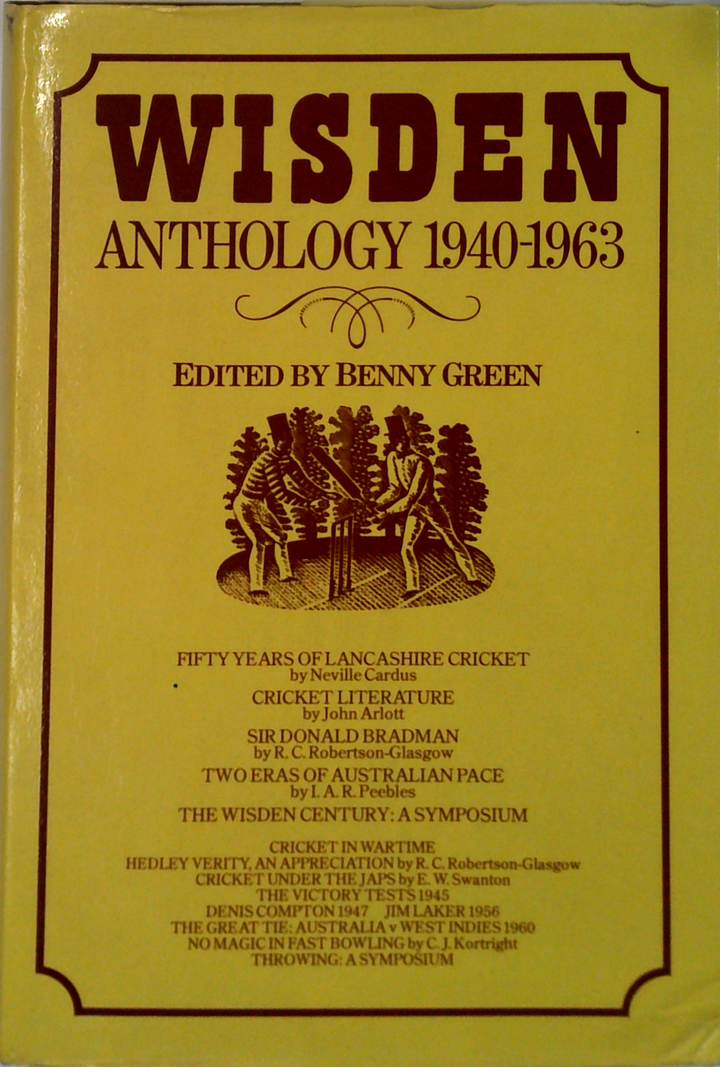 WISDEN
ANTHOLOGY 1940-1963
EDITED BY BENNY GREEN
FIFTY YEARS OF LANCASHIRE CRICKET
by Neville Cardus
CRICKET LITERATURE
by John Arlott
SIR DONALD BRADMAN
by R. C. Robertson-Glasgow
TWO ERAS OF AUSTRALIAN PACE
by I. A. R. Peebles
THE WISDEN CENTURY: A SYMPOSIUM
CRICKET IN WARTIME
HEDLEY VERITY, AN APPRECIATION by R. C. Robertson-Glasgow
CRICKET UNDER THE JAPS by E. W. Swanton
THE VICTORY TESTS 1945
DENIS COMPTON 1947 JIM LAKER 1956
THE GREAT TIE: AUSTRALIA v WEST INDIES 1960
NO MAGIC IN FAST BOWLING by C. J. Kortright
THROWING: A SYMPOSIUM